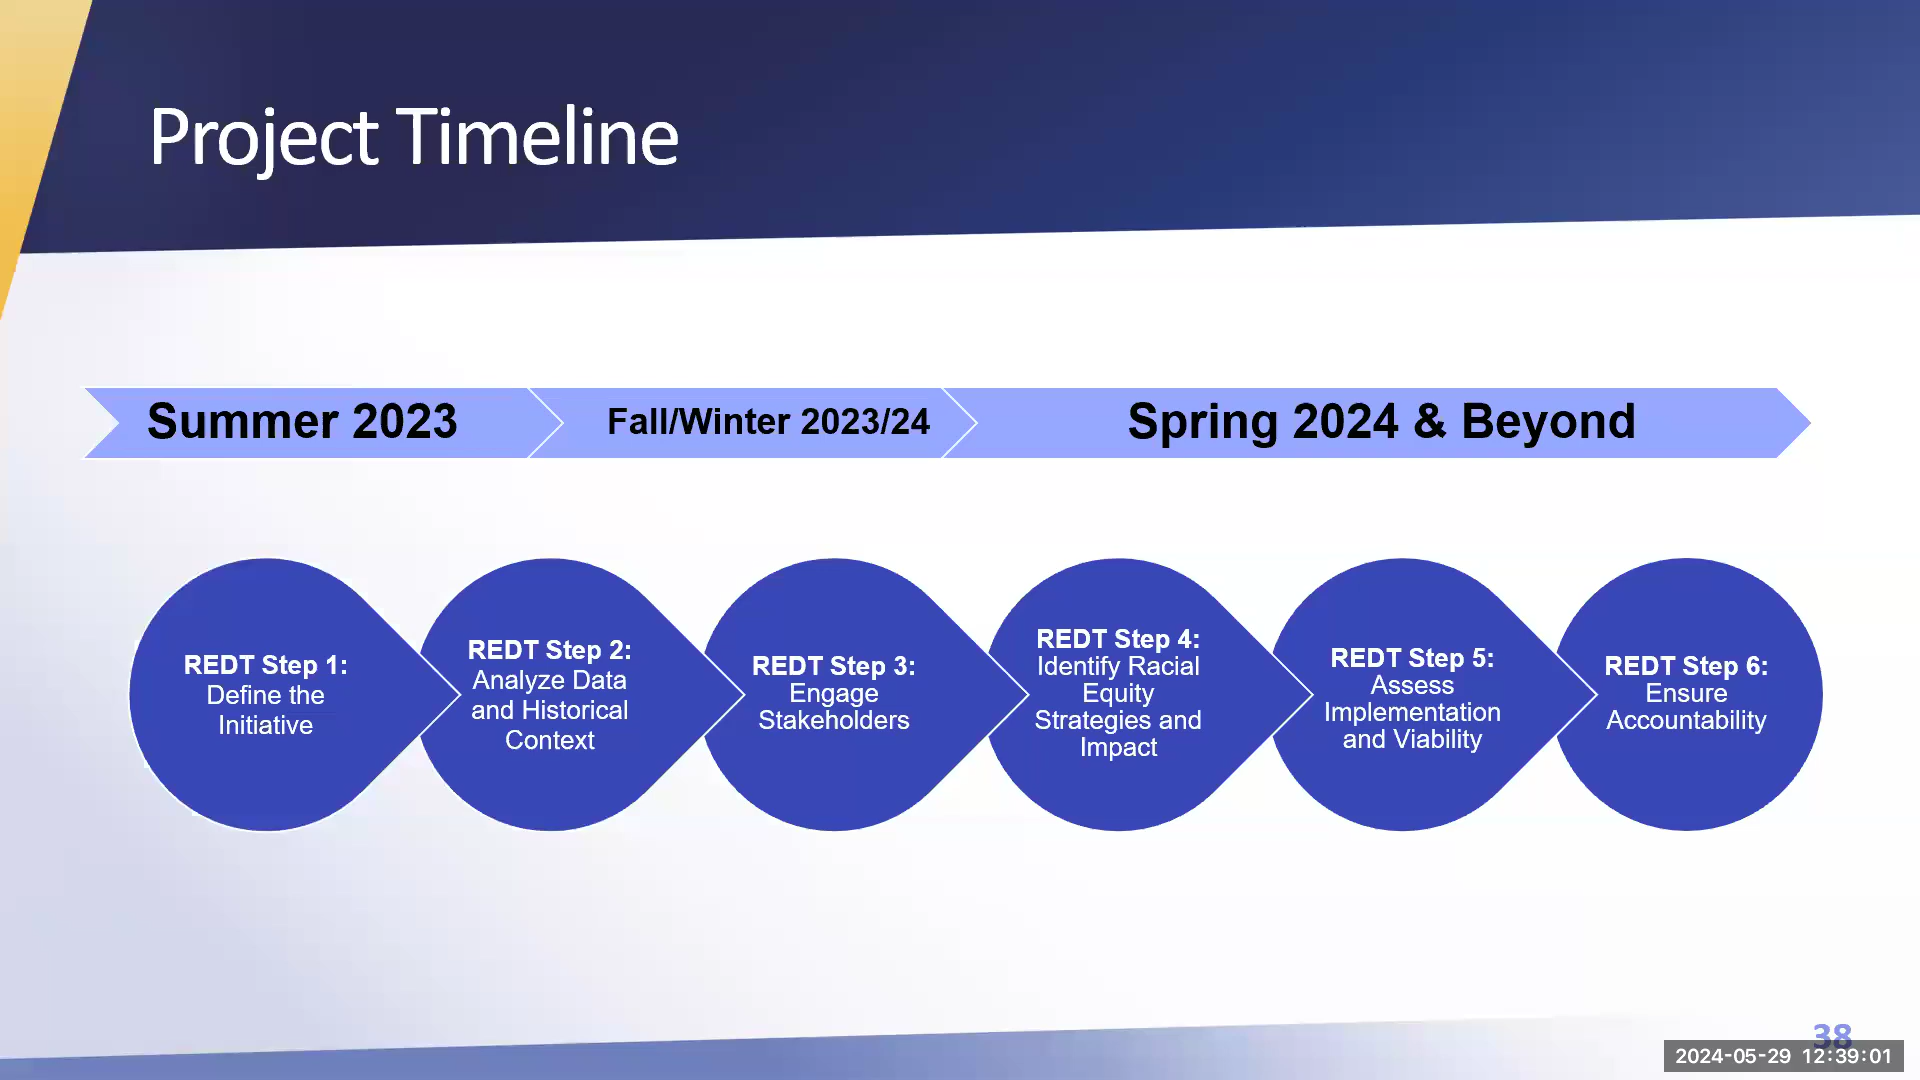 Project Timeline
Summer 2023
Fall/Winter 2023/24
Spring 2024 & Beyond
REDT Step 1:
Define the
Initiative
REDT Step 2:
Analyze Data
and Historical
Context
REDT Step 3:
Engage
Stakeholders
REDT Step 4:
Identify Racial
Equity
Strategies and
Impact
REDT Step 5:
Assess
Implementation
and Viability
REDT Step 6:
Ensure
Accountability
38
2024-05-29 12:39:01